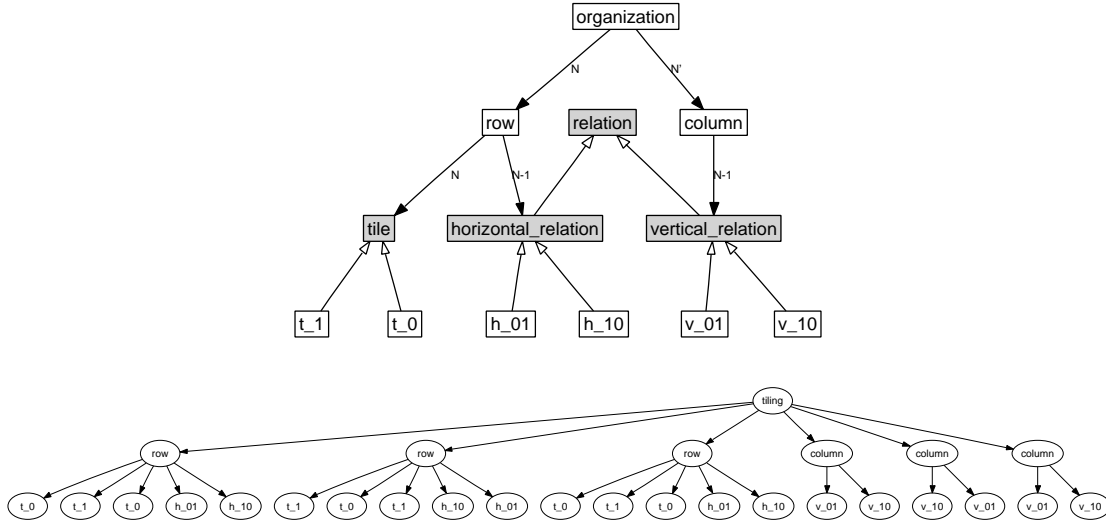 organization
N N'
row relation column
N N-1 N-1
tile horizontal_relation vertical_relation
t_1 t_0 h_01 h_10 v_01 v_10
tiling
row row row column column column
t_0 t_1 t_0 h_01 h_10 t_1 t_0 t_1 h_10 h_01 t_0 t_1 t_0 h_01 h_10 v_01 v_10 v_10 v_01 v_01 v_10